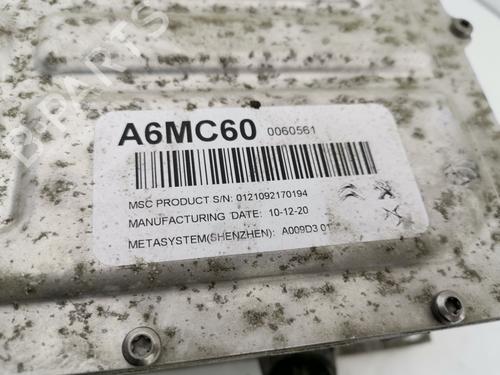 A6MC60 0060561
MSC PRODUCT S/N: 0121092170194
MANUFACTURING DATE: 10-12-20
METASYSTEM(SHENZHEN): A009D3 01